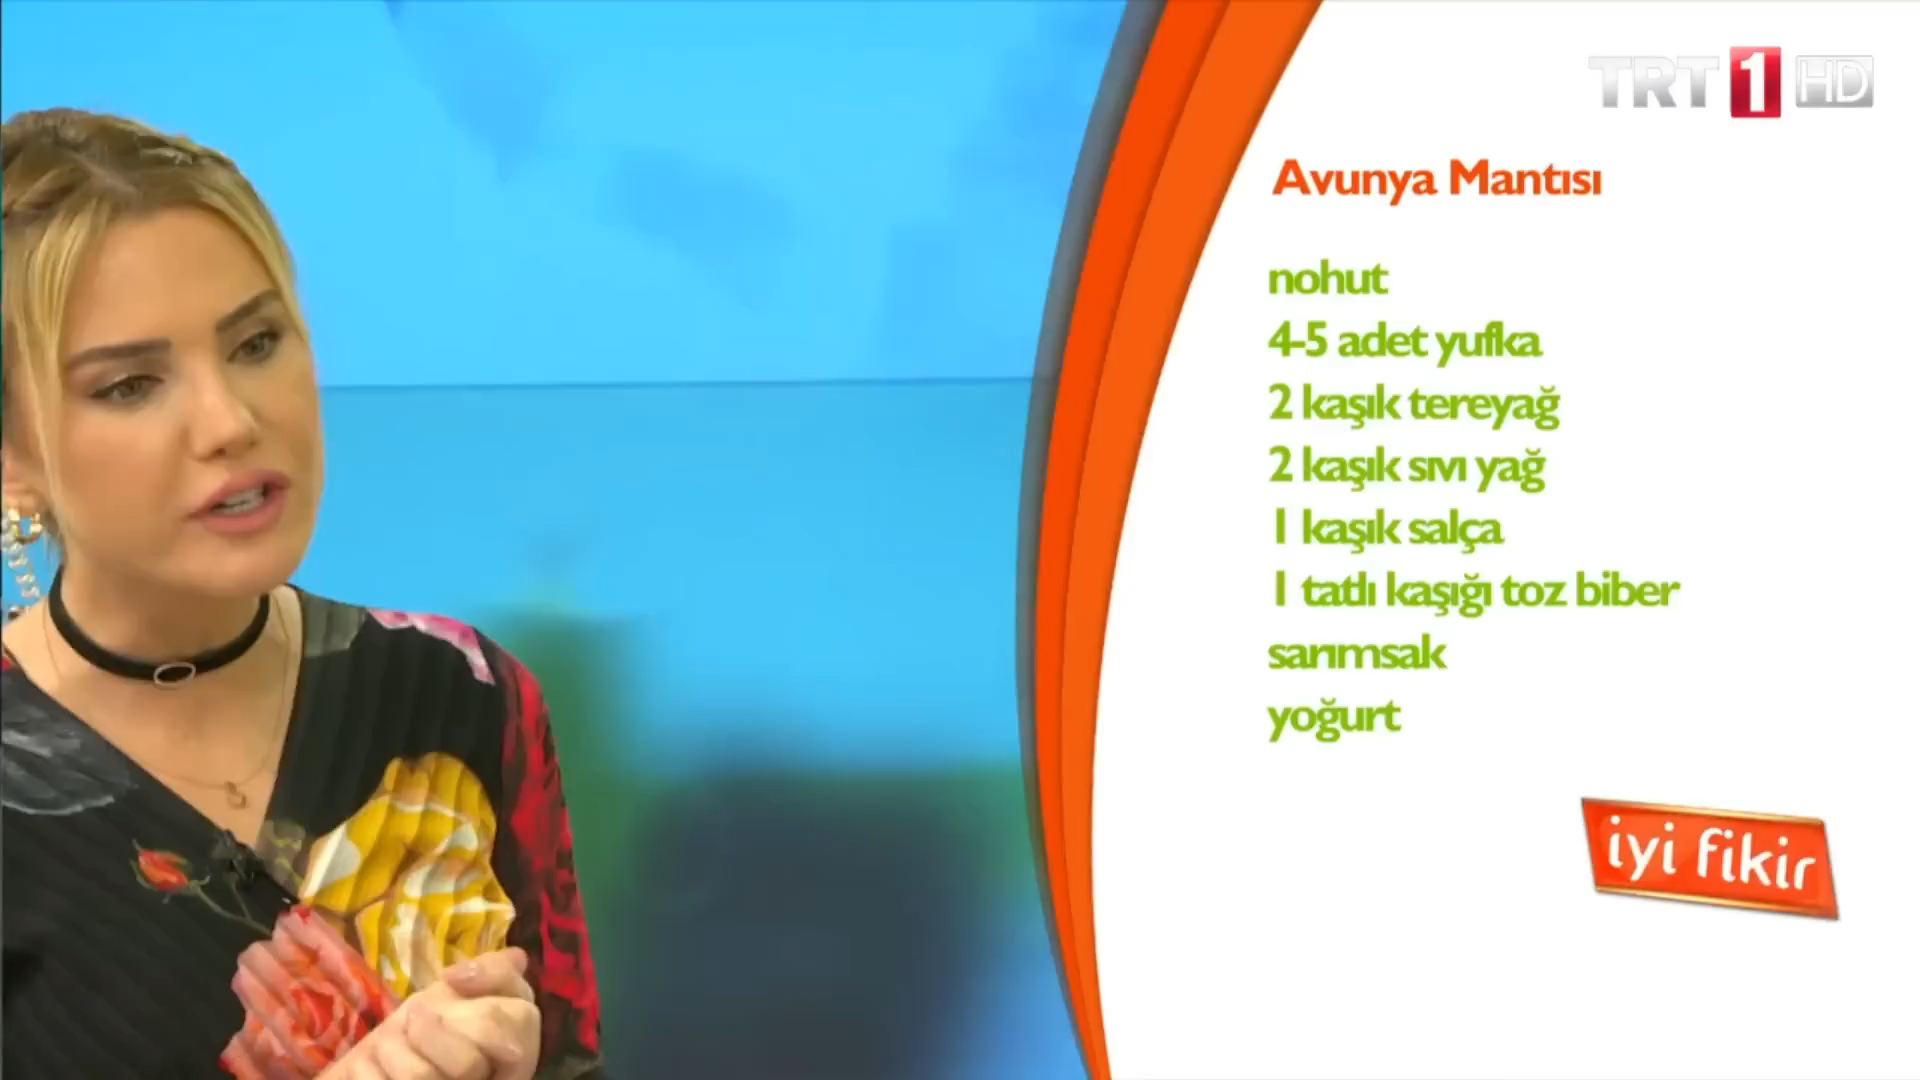 TRT 1 HD
Avunya Mantısı
nohut
4-5 adet yufka
2 kaşık tereyağ
2 kaşık sıvı yağ
1 kaşık salça
1 tatlı kaşığı toz biber
sarımsak
yoğurt
iyi fikir